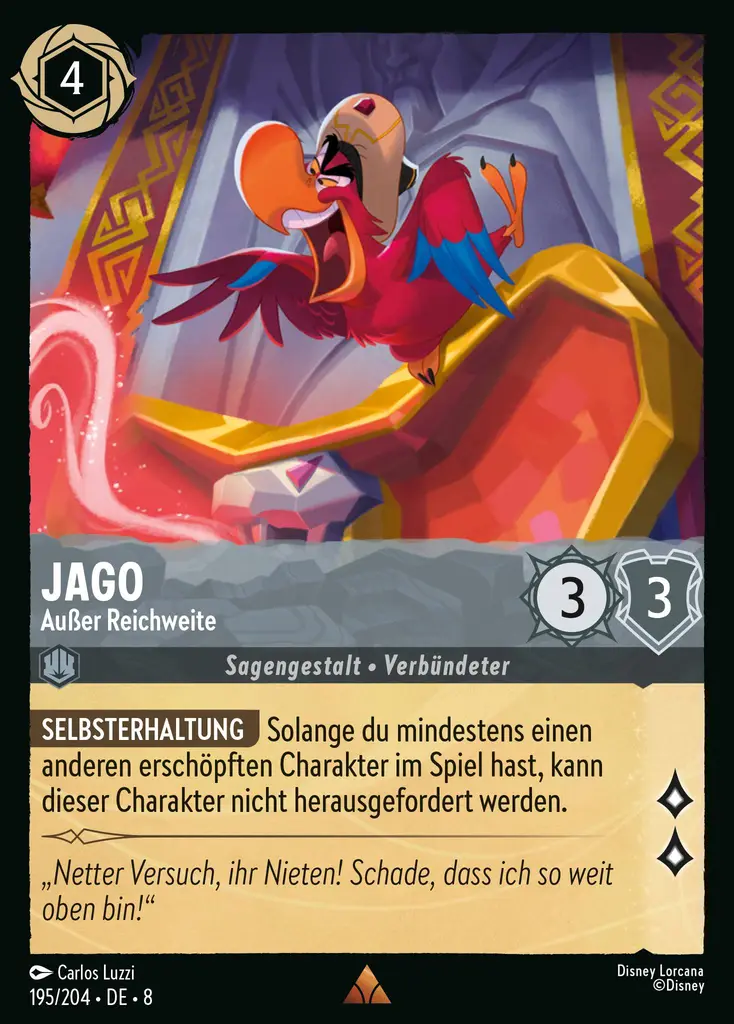 4
JAGO
Außer Reichweite
3
3
Sagengestalt • Verbündeter
SELBSTERHALTUNG Solange du mindestens einen
anderen erschöpften Charakter im Spiel hast, kann
dieser Charakter nicht herausgefordert werden.
„Netter Versuch, ihr Nieten! Schade, dass ich so weit
oben bin!“
Carlos Luzzi
195/204 • DE • 8
Disney Lorcana
©Disney